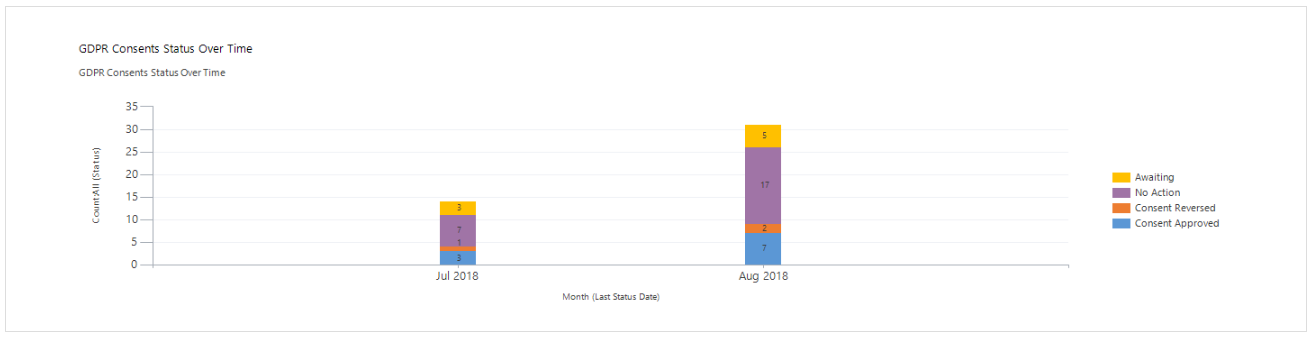 GDPR Consents Status Over Time
GDPR Consents Status Over Time
35
30
25
20
15
10
5
0
Count:All (Status)
3
7
1
3
5
17
2
7
Jul 2018
Aug 2018
Month (Last Status Date)
Awaiting
No Action
Consent Reversed
Consent Approved